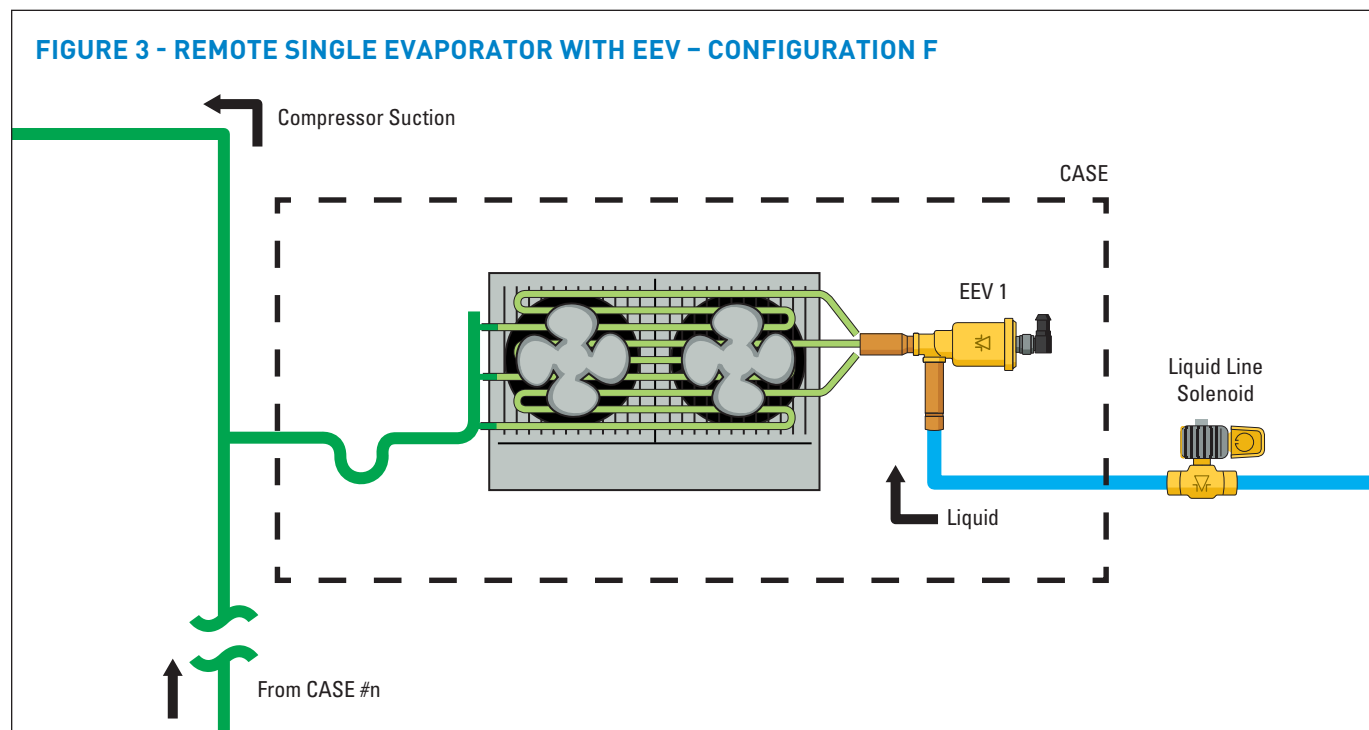 FIGURE 3 - REMOTE SINGLE EVAPORATOR WITH EEV – CONFIGURATION F
Compressor Suction
CASE
EEV 1
Liquid Line
Solenoid
Liquid
From CASE #n